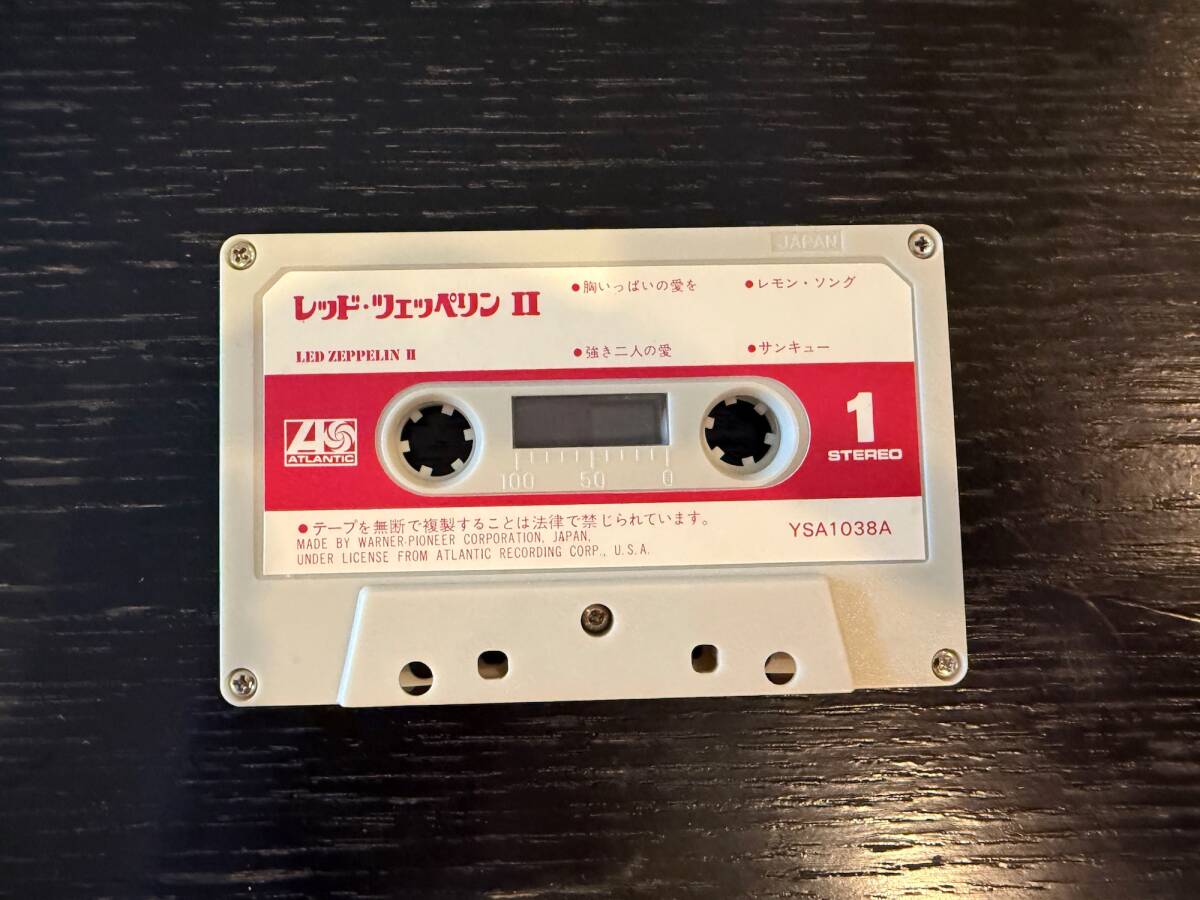 JAPAN
レッド・ツェッペリン II
LED ZEPPELIN II
●胸いっぱいの愛を
●レモン・ソング
●強き二人の愛
●サンキュー
ATLANTIC
1
STEREO
100 50 0
●テープを無断で複製することは法律で禁じられています。
MADE BY WARNER-PIONEER CORPORATION, JAPAN,
UNDER LICENSE FROM ATLANTIC RECORDING CORP., U.S.A.
YSA1038A